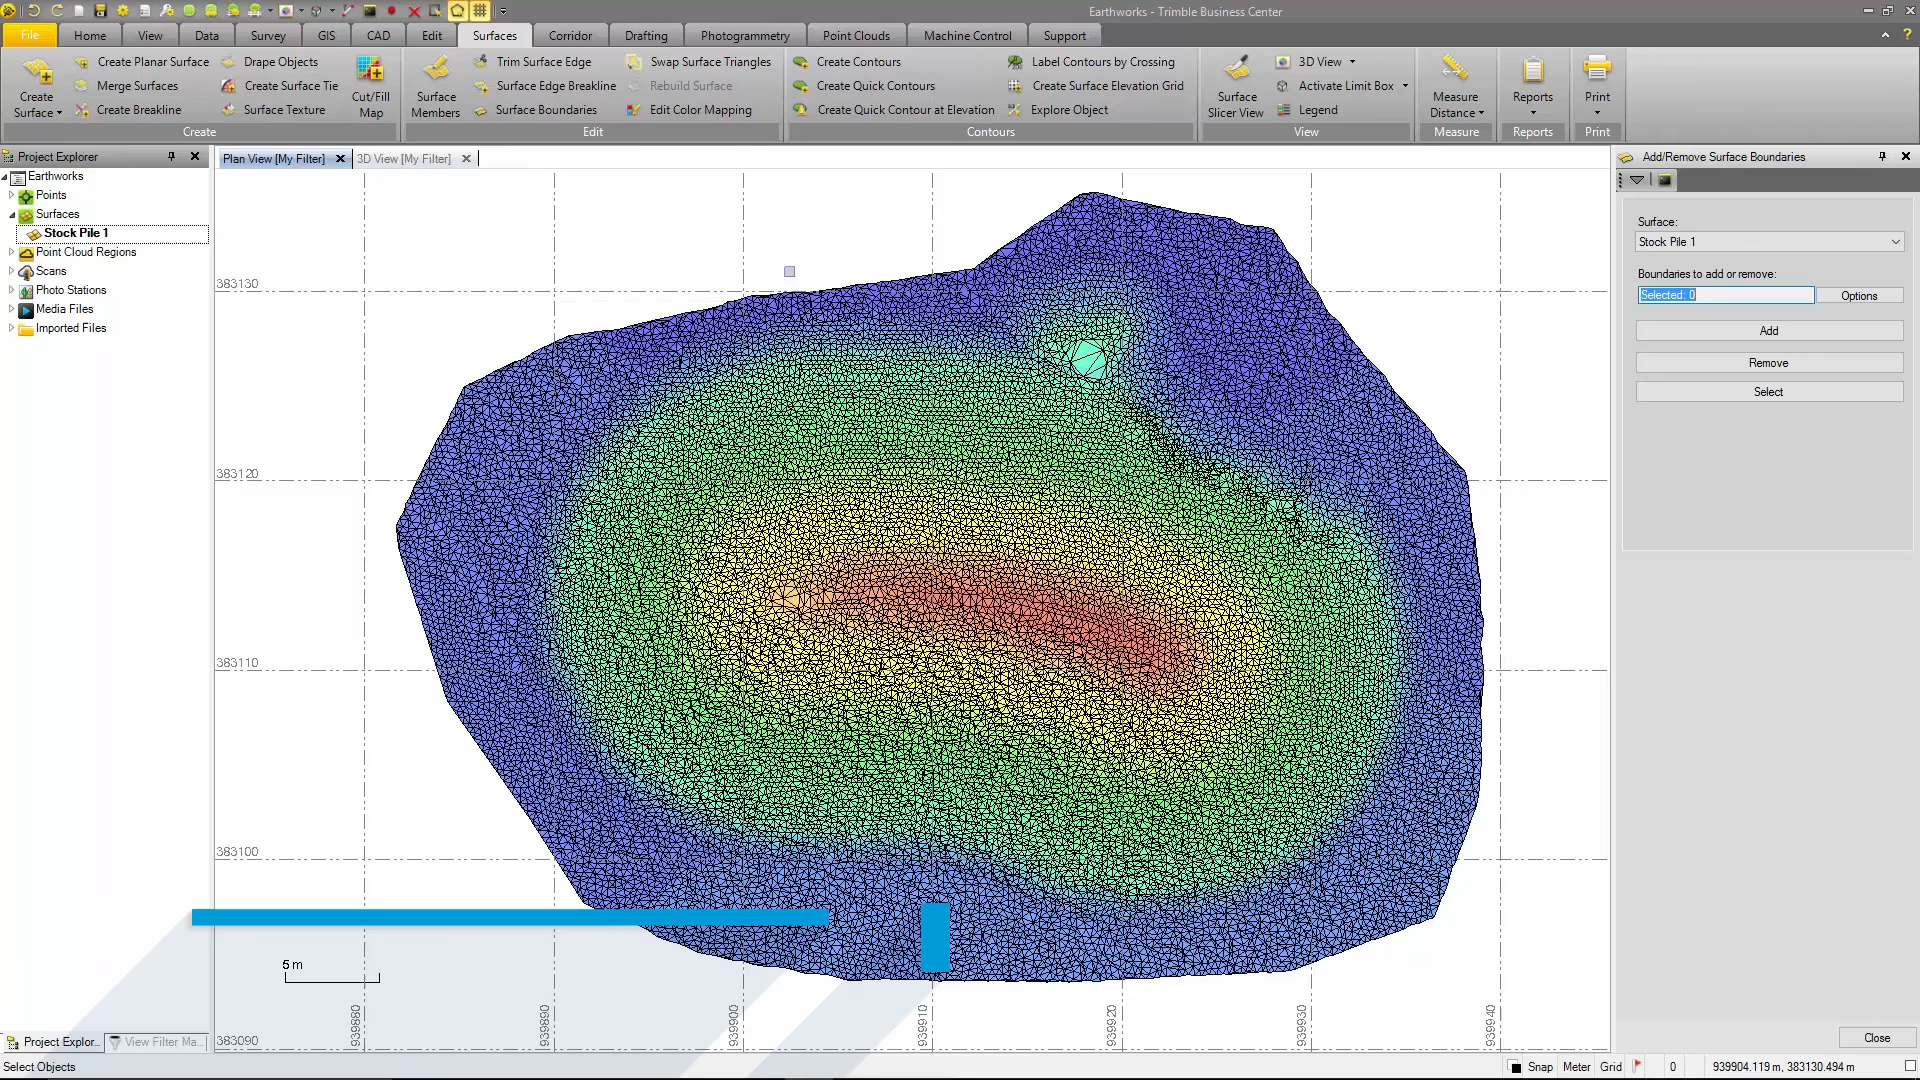 Earthworks - Trimble Business Center
File Home View Data Survey GIS CAD Edit Surfaces Corridor Drafting Photogrammetry Point Clouds Machine Control Support
Create Surface
Create Planar Surface
Merge Surfaces
Create Breakline
Drape Objects
Create Surface Tie
Surface Texture
Cut/Fill Map
Create
Surface Members
Trim Surface Edge
Surface Edge Breakline
Surface Boundaries
Swap Surface Triangles
Rebuild Surface
Edit Color Mapping
Edit
Create Contours
Create Quick Contours
Create Quick Contour at Elevation
Label Contours by Crossing
Create Surface Elevation Grid
Explore Object
Contours
Surface Slicer View
3D View
Activate Limit Box
Legend
View
Measure Distance
Measure
Reports
Reports
Print
Print
Project Explorer
Earthworks
Points
Surfaces
Stock Pile 1
Point Cloud Regions
Scans
Photo Stations
Media Files
Imported Files
Project Explor...
View Filter Ma...
Plan View [My Filter]
3D View [My Filter]
383130
383120
383110
383100
383090
5 m
939880
939890
939900
939910
939920
939930
939940
Add/Remove Surface Boundaries
Surface:
Stock Pile 1
Boundaries to add or remove:
Selected: 0
Options
Add
Remove
Select
Close
Select Objects
Snap Meter Grid 0 939904.119 m, 383130.494 m